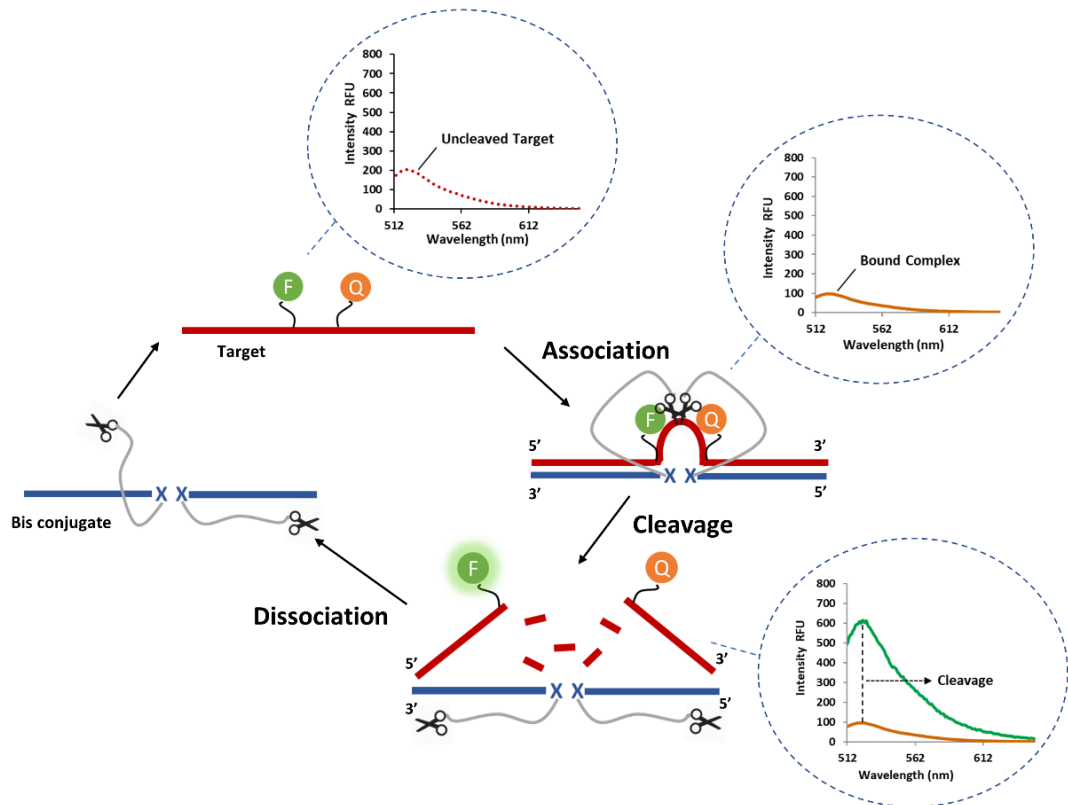 800
700
600
500
400
300
200
100
0
Intensity RFU
Uncleaved Target
512
562
612
Wavelength (nm)
800
700
600
500
400
300
200
100
0
Intensity RFU
Bound Complex
512
562
612
Wavelength (nm)
F
Q
Target
Association
F
Q
5’
3’
X X
3’
5’
Bis conjugate
X X
Cleavage
F
Q
Dissociation
5’
3’
X X
3’
5’
800
700
600
500
400
300
200
100
0
Intensity RFU
Cleavage
512
562
612
Wavelength (nm)